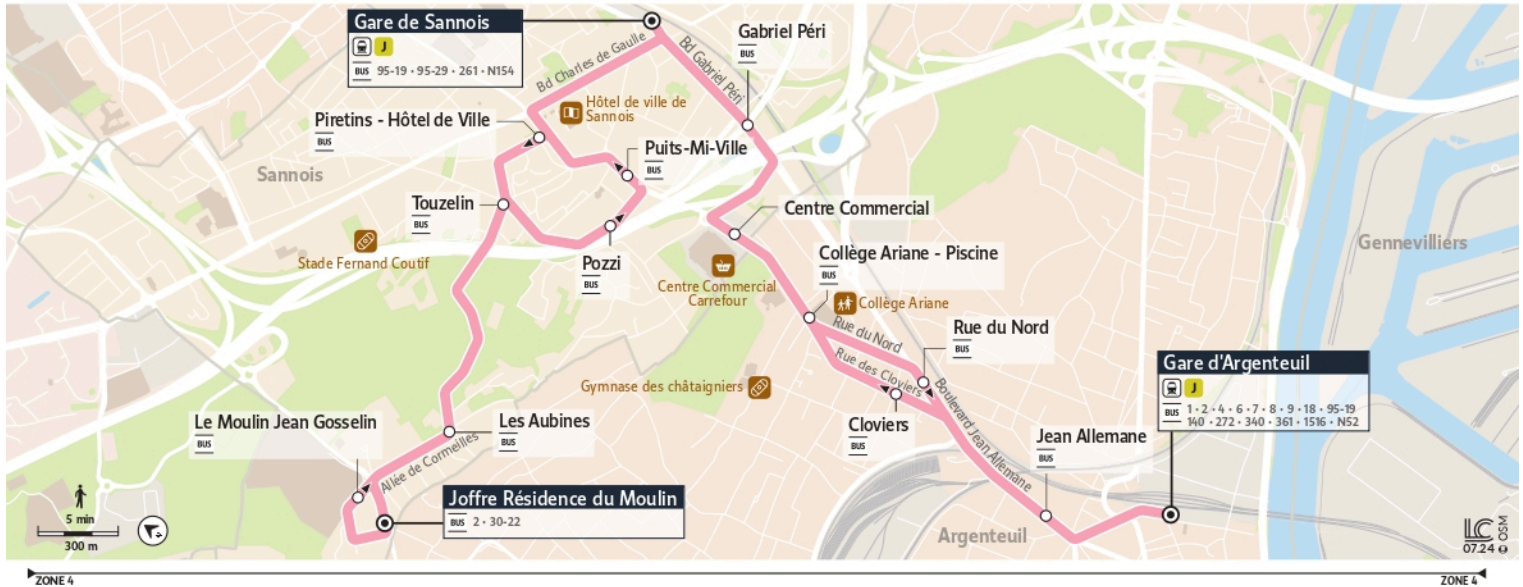 Gare de Sannois
J
BUS 95-19 • 95-29 • 261 • N154
Bd Charles de Gaulle
Bd Gabriel Péri
Gabriel Péri
BUS
Hôtel de ville de
Sannois
Piretins - Hôtel de Ville
BUS
Puits-Mi-Ville
BUS
Sannois
Touzelin
BUS
Centre Commercial
Gennevilliers
Stade Fernand Coutif
Pozzi
BUS
Collège Ariane - Piscine
BUS
Centre Commercial
Carrefour
Collège Ariane
Rue du Nord
Rue du Nord
BUS
Rue des Cloviers
Gymnase des châtaigniers
Boulevard Jean Allemane
Gare d'Argenteuil
J
BUS 1 • 2 • 4 • 6 • 7 • 8 • 9 • 18 • 95-19
140 • 272 • 340 • 361 • 1516 • N52
Le Moulin Jean Gosselin
BUS
Les Aubines
BUS
Cloviers
BUS
Jean Allemane
BUS
Allée de Cormeilles
Joffre Résidence du Moulin
BUS 2 • 30-22
5 min
300 m
Argenteuil
LC
07.24 © OSM
ZONE 4
ZONE 4